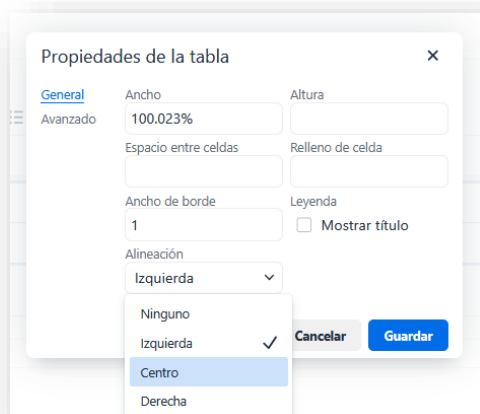 Propiedades de la tabla
General
Avanzado
Ancho
Altura
100.023%
Espacio entre celdas
Relleno de celda
Ancho de borde
Leyenda
1
Mostrar título
Alineación
Izquierda
Ninguno
Izquierda
Centro
Derecha
Cancelar
Guardar